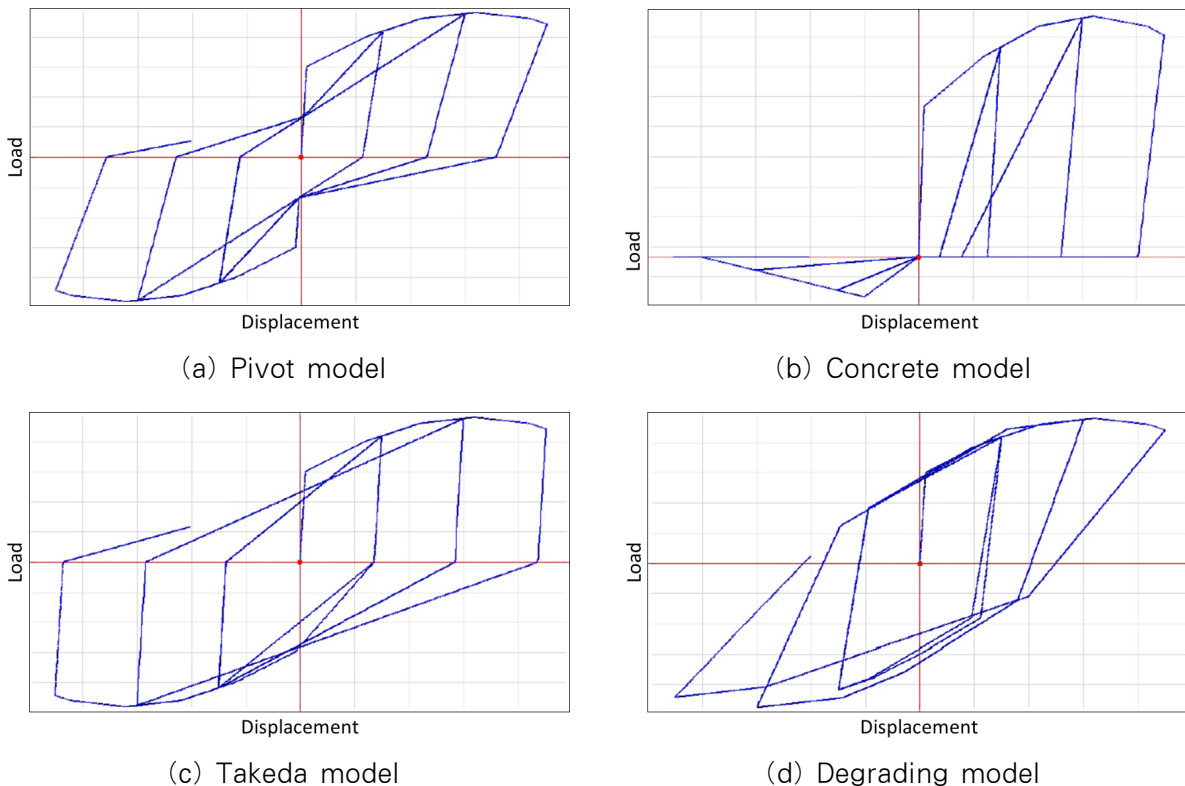 Load
Displacement
(a) Pivot model
Load
Displacement
(b) Concrete model
Load
Displacement
(c) Takeda model
Load
Displacement
(d) Degrading model